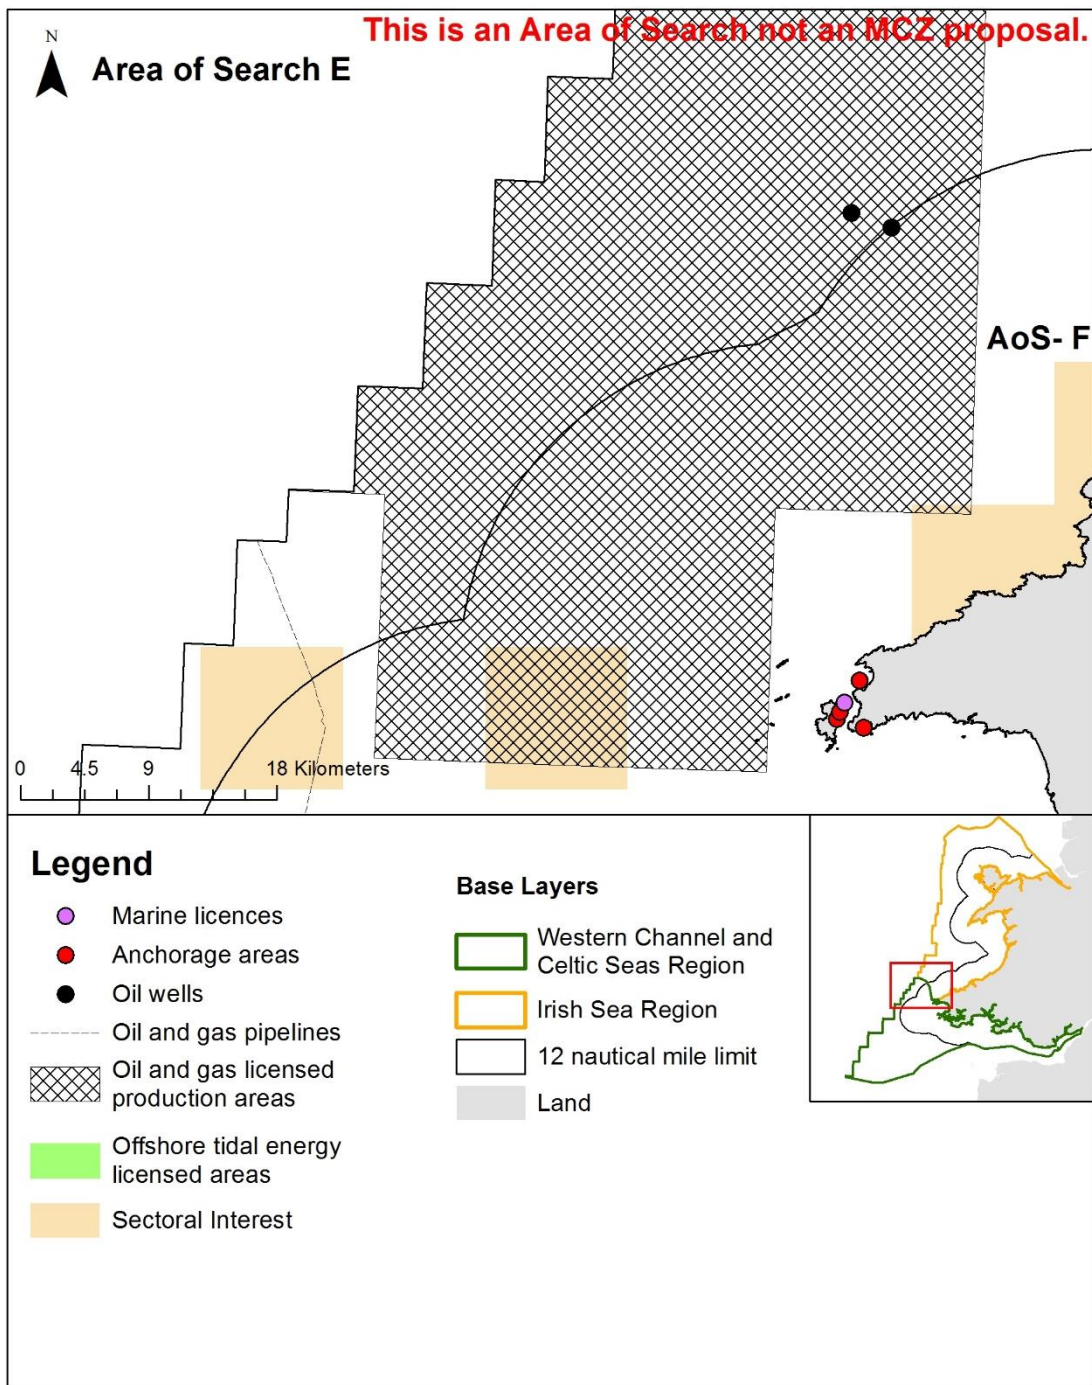 This is an Area of Search not an MCZ proposal.
N
Area of Search E
AoS- F
0 4.5 9 18 Kilometers
Legend
Marine licences
Anchorage areas
Oil wells
Oil and gas pipelines
Oil and gas licensed
production areas
Offshore tidal energy
licensed areas
Sectoral Interest
Base Layers
Western Channel and
Celtic Seas Region
Irish Sea Region
12 nautical mile limit
Land